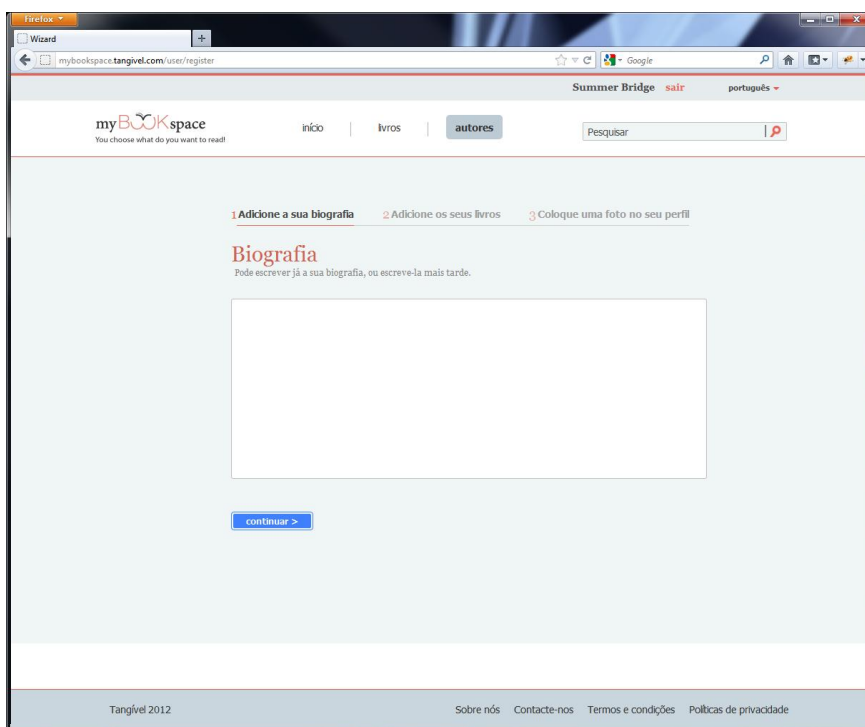 Firefox
Wizard
mybookspace.tangivel.com/user/register
Google
Summer Bridge sair português
myBOOKspace
You choose what do you want to read!
início livros autores
Pesquisar
1 Adicione a sua biografia 2 Adicione os seus livros 3 Coloque uma foto no seu perfil
Biografia
Pode escrever já a sua biografia, ou escreve-la mais tarde.
continuar >
Tangível 2012 Sobre nós Contacte-nos Termos e condições Políticas de privacidade